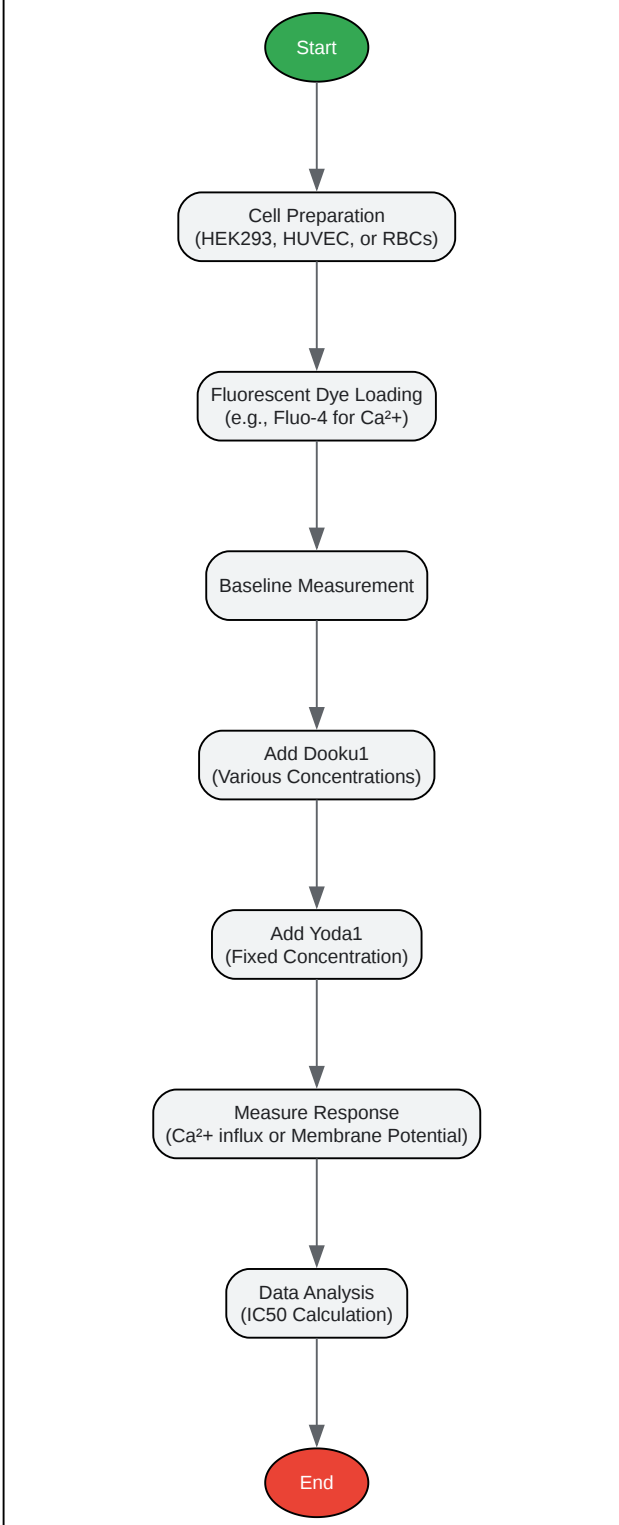 Start
Cell Preparation
(HEK293, HUVEC, or RBCs)
Fluorescent Dye Loading
(e.g., Fluo-4 for Ca²+)
Baseline Measurement
Add Dooku1
(Various Concentrations)
Add Yoda1
(Fixed Concentration)
Measure Response
(Ca²+ influx or Membrane Potential)
Data Analysis
(IC50 Calculation)
End